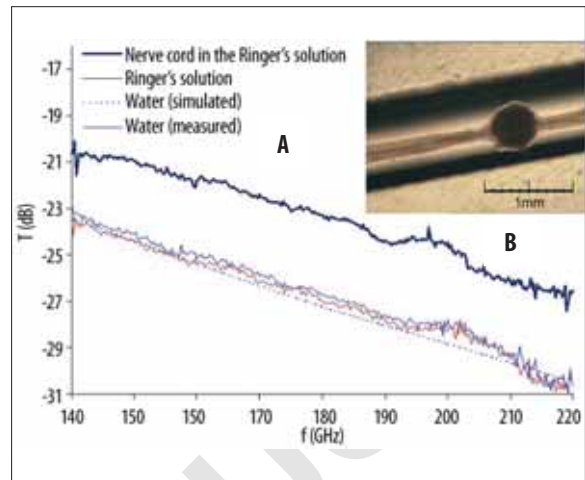 Nerve cord in the Ringer's solution
Ringer's solution
Water (simulated)
Water (measured)
A
B
1mm
T (dB)
-17
-19
-21
-23
-25
-27
-29
-31
140 150 160 170 180 190 200 210 220
f (GHz)